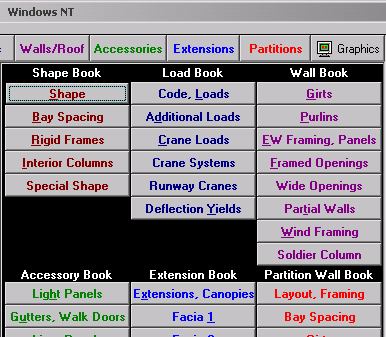 Windows NT
Walls/Roof Accessories Extensions Partitions Graphics
Shape Book Load Book Wall Book
Shape Code, Loads Girts
Bay Spacing Additional Loads Purlins
Rigid Frames Crane Loads EW Framing, Panels
Interior Columns Crane Systems Framed Openings
Special Shape Runway Cranes Wide Openings
Deflection Yields Partial Walls
Wind Framing
Soldier Column
Accessory Book Extension Book Partition Wall Book
Light Panels Extensions, Canopies Layout, Framing
Gutters, Walk Doors Facia 1 Bay Spacing